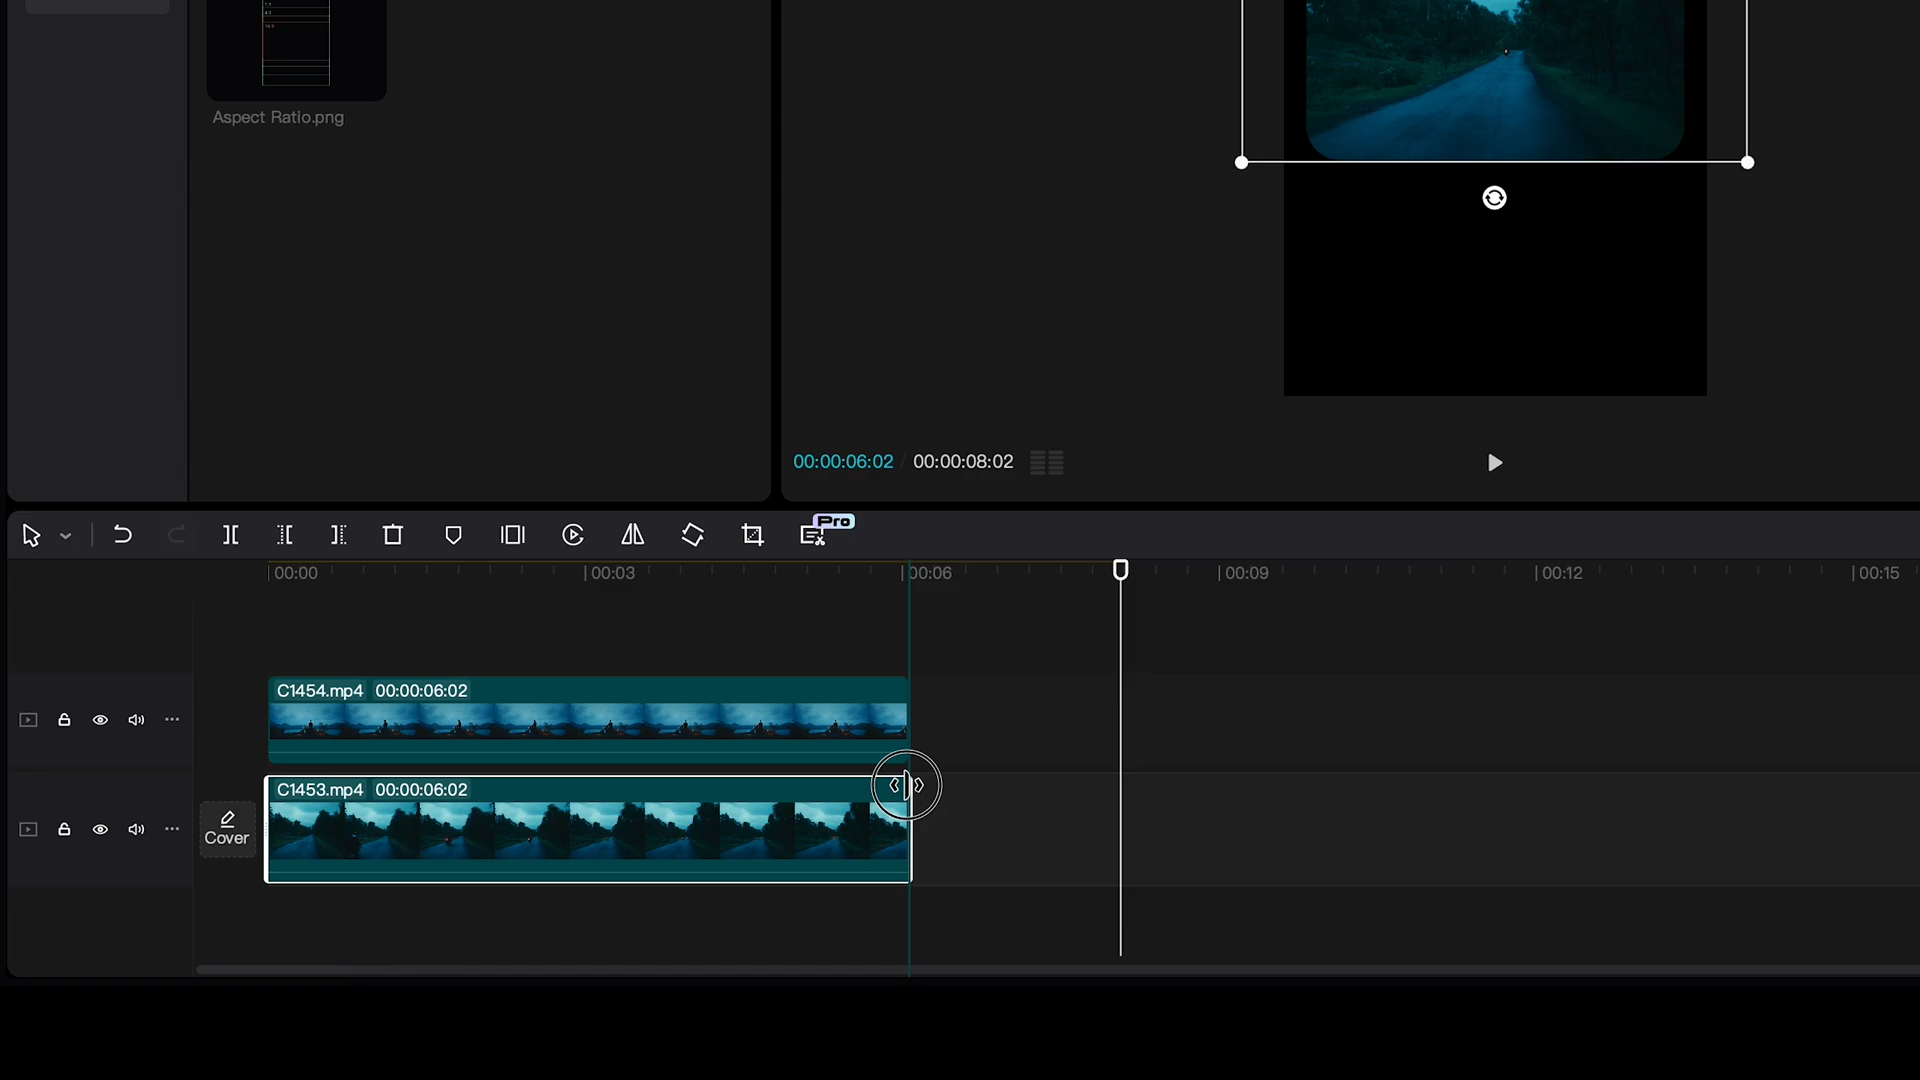 Aspect Ratio.png
00:00:06:02 / 00:00:08:02
Pro
00:00
00:03
00:06
00:09
00:12
00:15
C1454.mp4 00:00:06:02
C1453.mp4 00:00:06:02
Cover